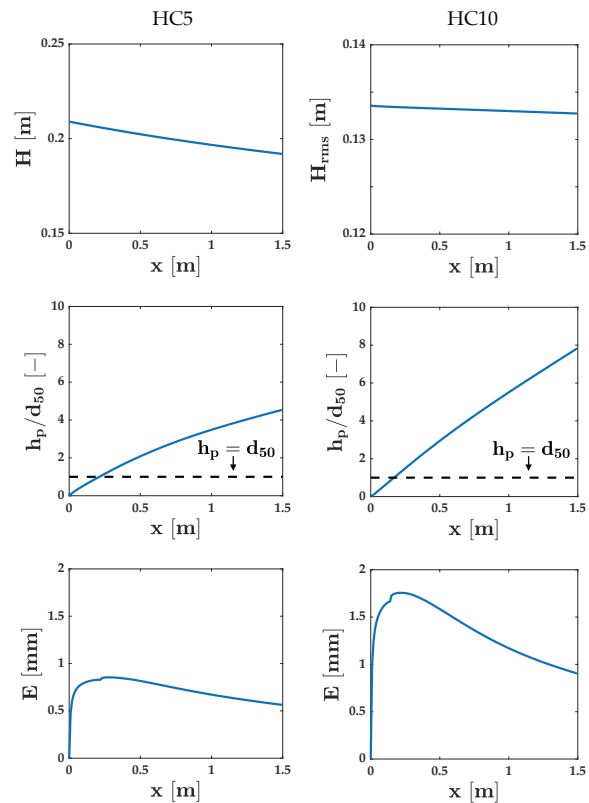 HC5
HC10
0.25
0.2
0.15
H [m]
0 0.5 1 1.5
x [m]
0.14
0.13
0.12
H_rms [m]
0 0.5 1 1.5
x [m]
10
8
6
4
2
0
h_p/d_50 [−]
h_p = d_50
0 0.5 1 1.5
x [m]
10
8
6
4
2
0
h_p/d_50 [−]
h_p = d_50
0 0.5 1 1.5
x [m]
2
1.5
1
0.5
0
E [mm]
0 0.5 1 1.5
x [m]
2
1.5
1
0.5
0
E [mm]
0 0.5 1 1.5
x [m]